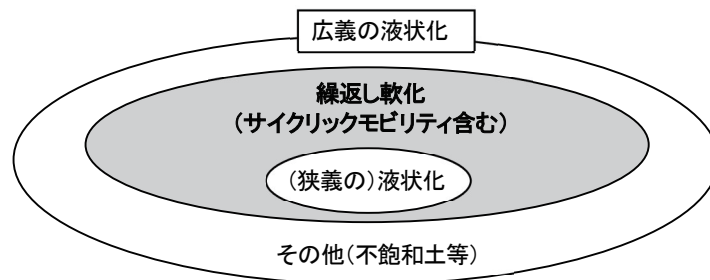 広義の液状化
繰返し軟化
(サイクリックモビリティ含む)
(狭義の)液状化
その他(不飽和土等)